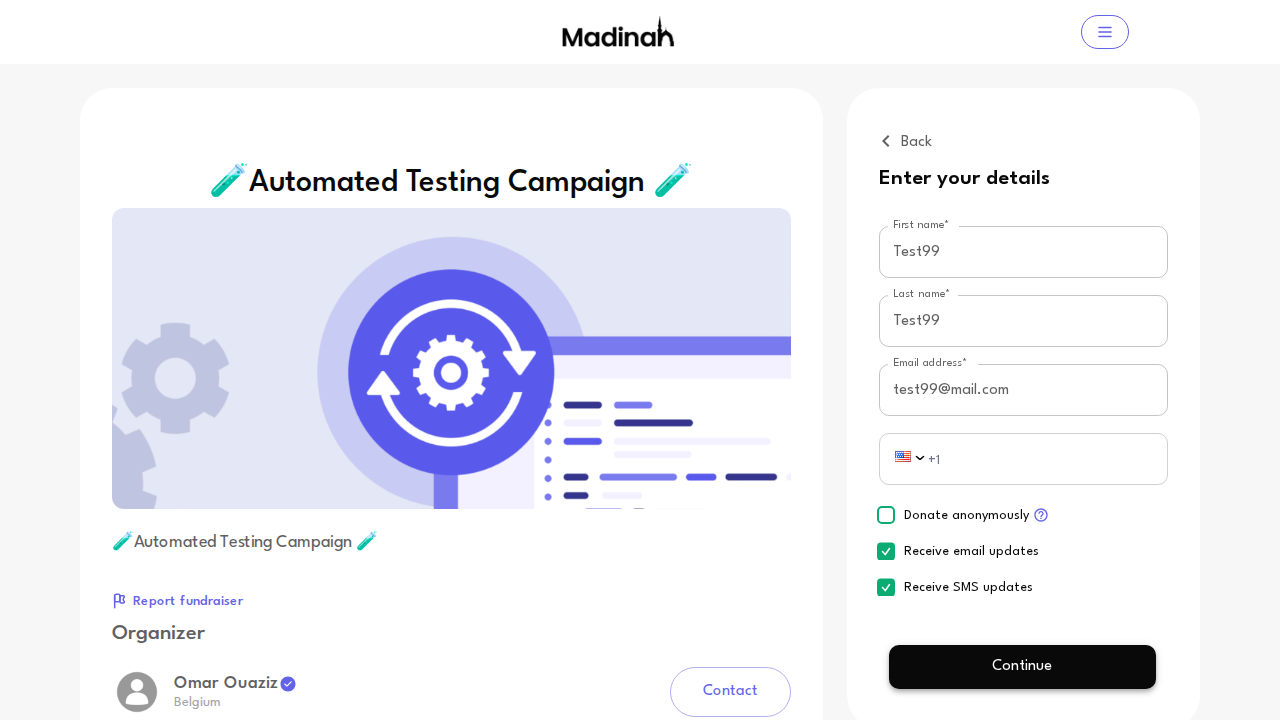 Madinah
🧪Automated Testing Campaign 🧪
🧪Automated Testing Campaign 🧪
Report fundraiser
Organizer
Omar Ouaziz
Belgium
Contact
Back
Enter your details
First name*
Test99
Last name*
Test99
Email address*
test99@mail.com
+1
Donate anonymously
Receive email updates
Receive SMS updates
Continue